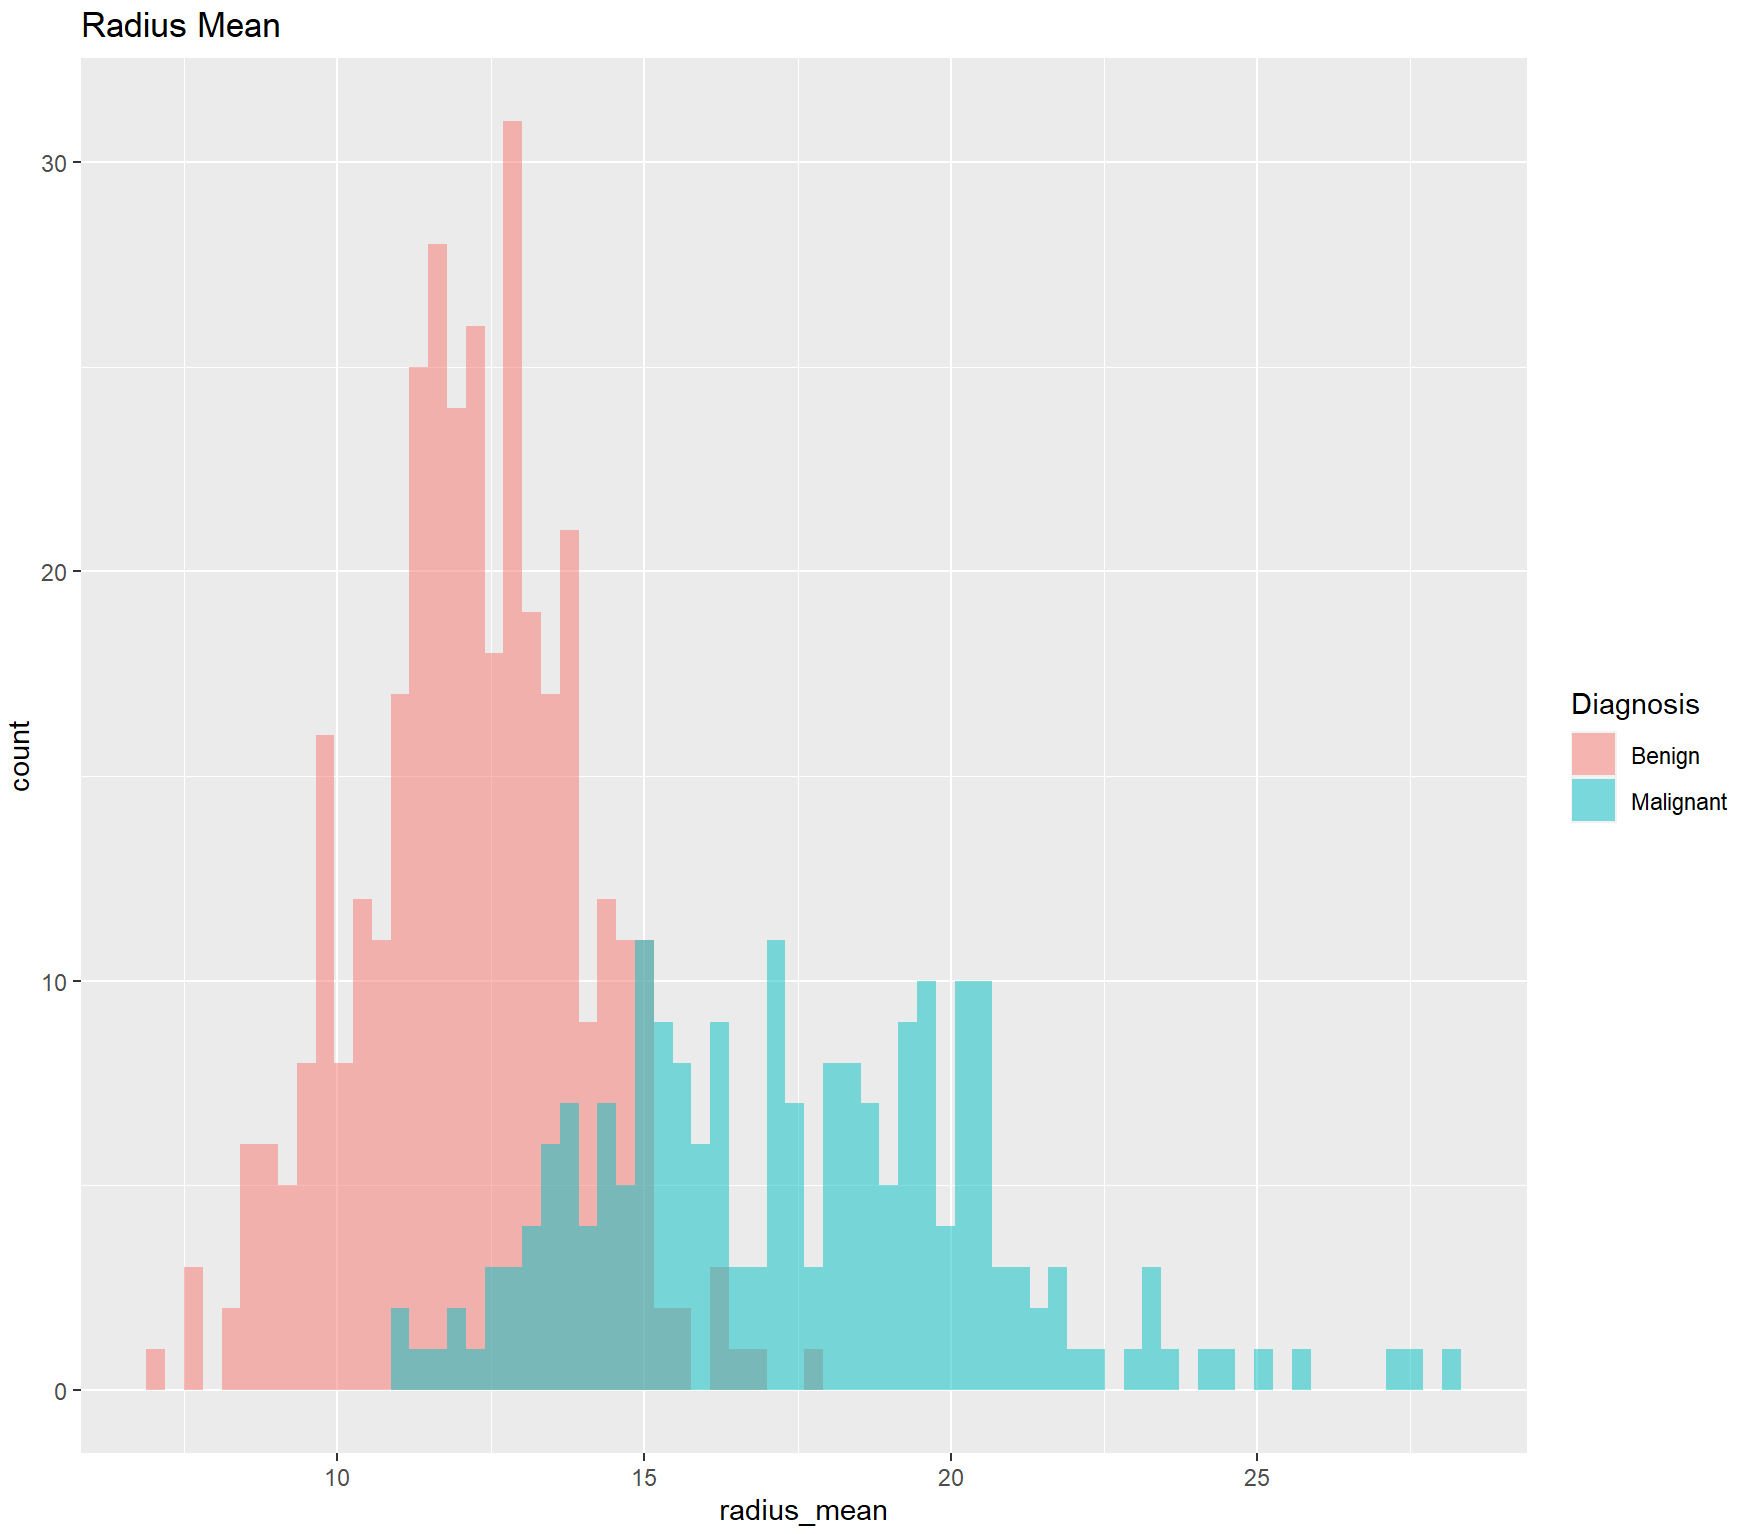 Radius Mean
30
20
10
0
count
10
15
20
25
radius_mean
Diagnosis
Benign
Malignant